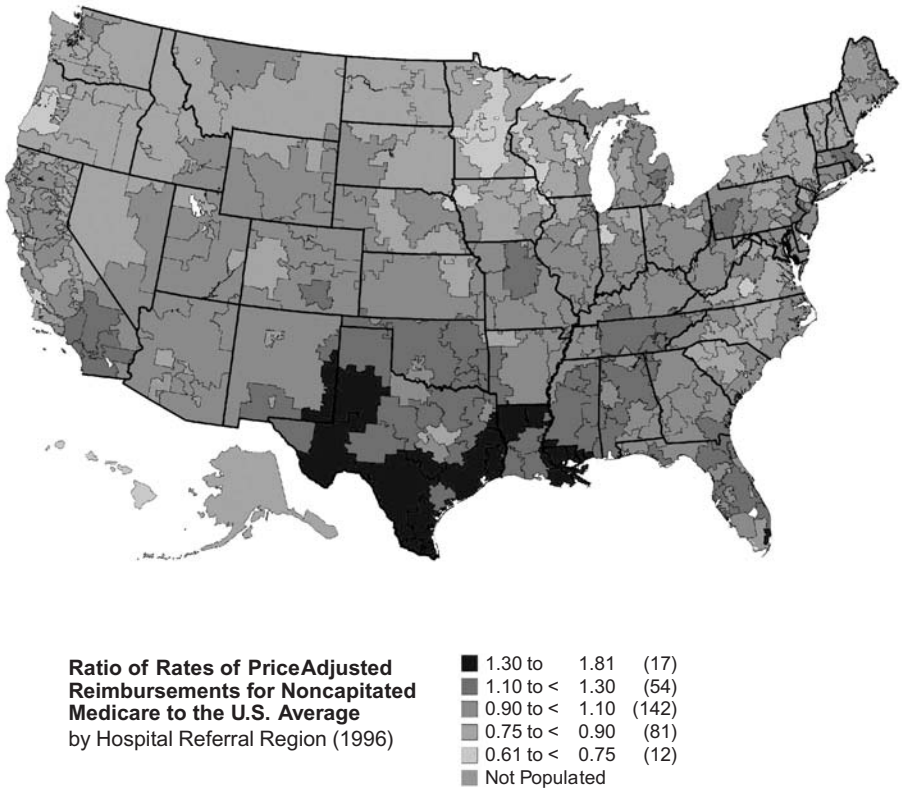 Ratio of Rates of PriceAdjusted
Reimbursements for Noncapitated
Medicare to the U.S. Average
by Hospital Referral Region (1996)
1.30 to 1.81 (17)
1.10 to < 1.30 (54)
0.90 to < 1.10 (142)
0.75 to < 0.90 (81)
0.61 to < 0.75 (12)
Not Populated